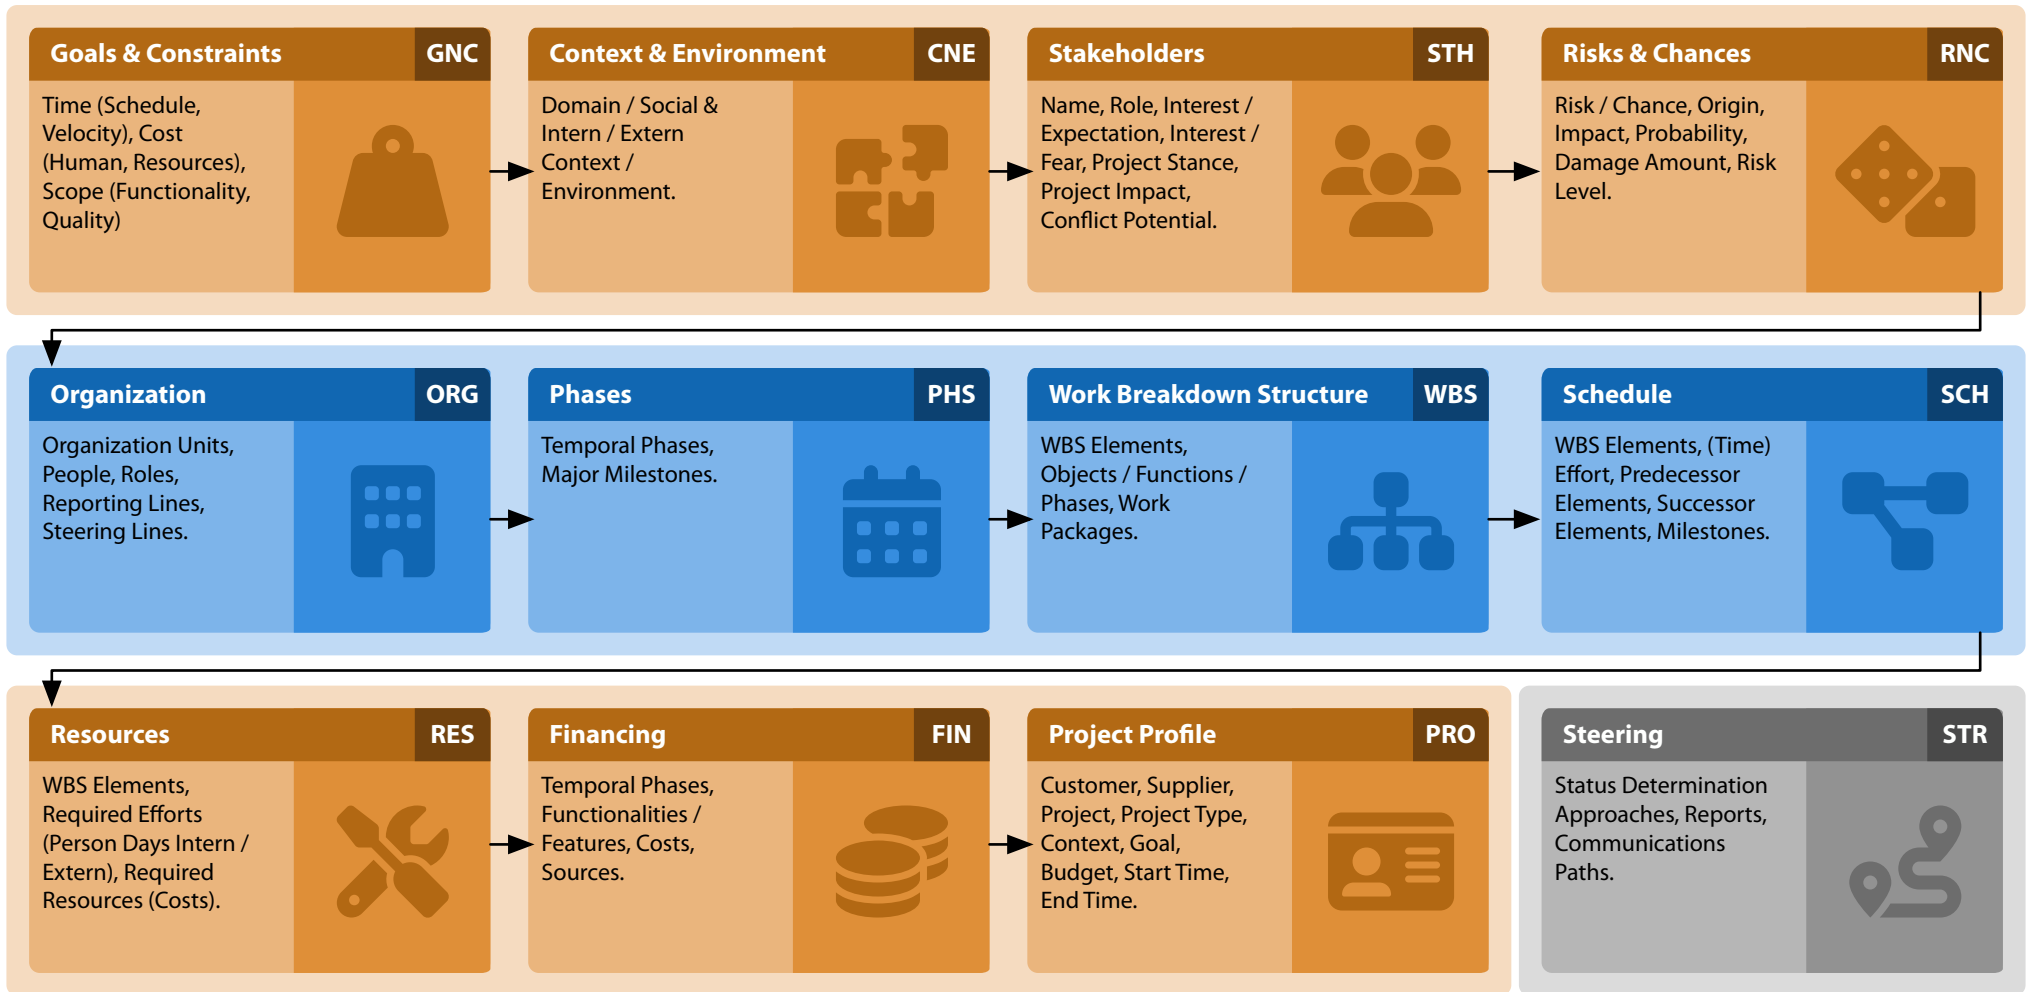 Goals & Constraints GNC
Time (Schedule,
Velocity), Cost
(Human, Resources),
Scope (Functionality,
Quality)
Context & Environment CNE
Domain / Social &
Intern / Extern
Context /
Environment.
Stakeholders STH
Name, Role, Interest /
Expectation, Interest /
Fear, Project Stance,
Project Impact,
Conflict Potential.
Risks & Chances RNC
Risk / Chance, Origin,
Impact, Probability,
Damage Amount, Risk
Level.
Organization ORG
Organization Units,
People, Roles,
Reporting Lines,
Steering Lines.
Phases PHS
Temporal Phases,
Major Milestones.
Work Breakdown Structure WBS
WBS Elements,
Objects / Functions /
Phases, Work
Packages.
Schedule SCH
WBS Elements, (Time)
Effort, Predecessor
Elements, Successor
Elements, Milestones.
Resources RES
WBS Elements,
Required Efforts
(Person Days Intern /
Extern), Required
Resources (Costs).
Financing FIN
Temporal Phases,
Functionalities /
Features, Costs,
Sources.
Project Profile PRO
Customer, Supplier,
Project, Project Type,
Context, Goal,
Budget, Start Time,
End Time.
Steering STR
Status Determination
Approaches, Reports,
Communications
Paths.